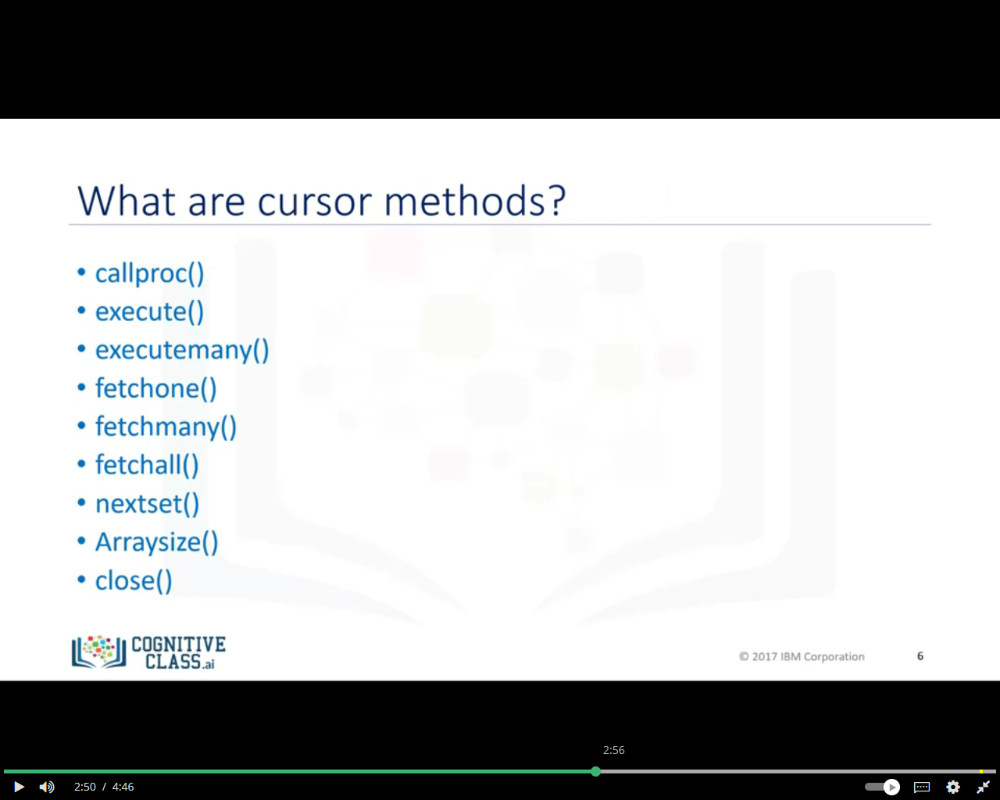 What are cursor methods?
• callproc()
• execute()
• executemany()
• fetchone()
• fetchmany()
• fetchall()
• nextset()
• Arraysize()
• close()
COGNITIVE
CLASS.ai
© 2017 IBM Corporation 6
2:56
2:50 / 4:46